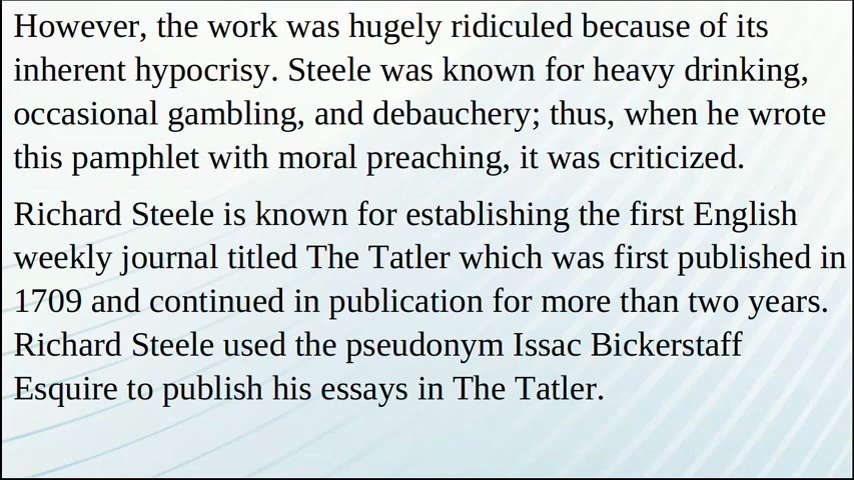 However, the work was hugely ridiculed because of its
inherent hypocrisy. Steele was known for heavy drinking,
occasional gambling, and debauchery; thus, when he wrote
this pamphlet with moral preaching, it was criticized.
Richard Steele is known for establishing the first English
weekly journal titled The Tatler which was first published in
1709 and continued in publication for more than two years.
Richard Steele used the pseudonym Issac Bickerstaff
Esquire to publish his essays in The Tatler.